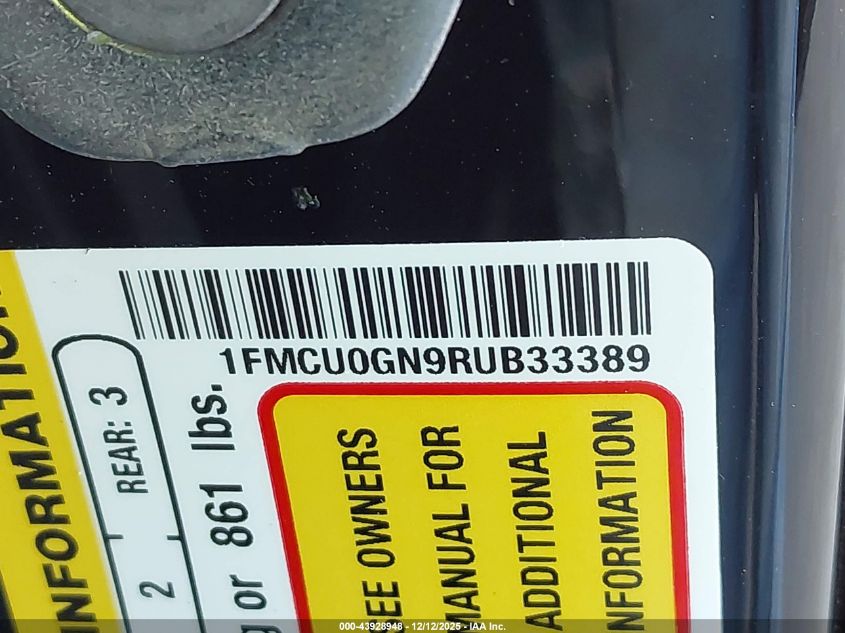 1FMCU0GN9RUB33389
INFORMATION
2 REAR: 3
or 861 lbs.
EE OWNERS
MANUAL FOR
ADDITIONAL
INFORMATION
000-43928948 - 12/12/2025 - IAA Inc.